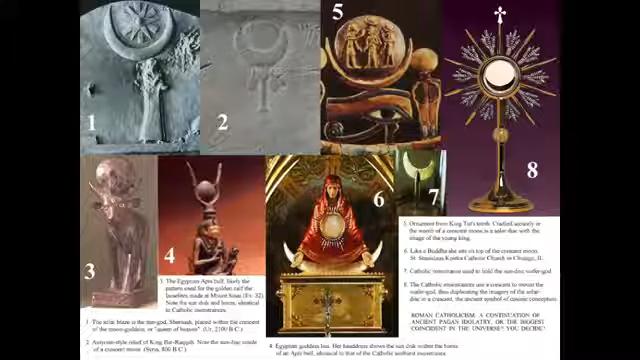 1
2
5
8
3
4
6
7
5. Ornament from King Tut's tomb. Cradled securely in
the womb of a crescent moon, is a solar disc with the
image of the young king.
6. Like a Buddha she sits on top of the crescent moon.
St. Stanislaus Kostka Catholic Church in Chicago, IL
7. Catholic monstrance used to hold the sun-disc wafer-god
8. The Catholic monstrances use a crescent to mount the
wafer-god, thus duplicating the imagery of the solar-
disc in a crescent, the ancient symbol of cosmic conception.
ROMAN CATHOLICISM: A CONTINUATION OF
ANCIENT PAGAN IDOLATRY, OR THE BIGGEST
COINCIDENT IN THE UNIVERSE? YOU DECIDE!
3. The Egyptian Apis bull, likely the
pattern used for the golden calf the
Israelites made at Mount Sinai (Ex. 32).
Note the sun disk and horns, identical
to Catholic monstrances.
1. The solar blaze is the sun-god, Shamash, placed within the crescent
of the moon-goddess, or "queen of heaven". (Ur, 2100 B.C.)
2. Assyrian-style relief of King Bar-Raqqib. Note the sun-disc inside
of a crescent moon (Syria, 800 B.C.)
4. Egyptian goddess Isis. Her headdress shows the sun disk within the horns
of an Apis bull, identical to that of the Catholic sunburst monstrances.